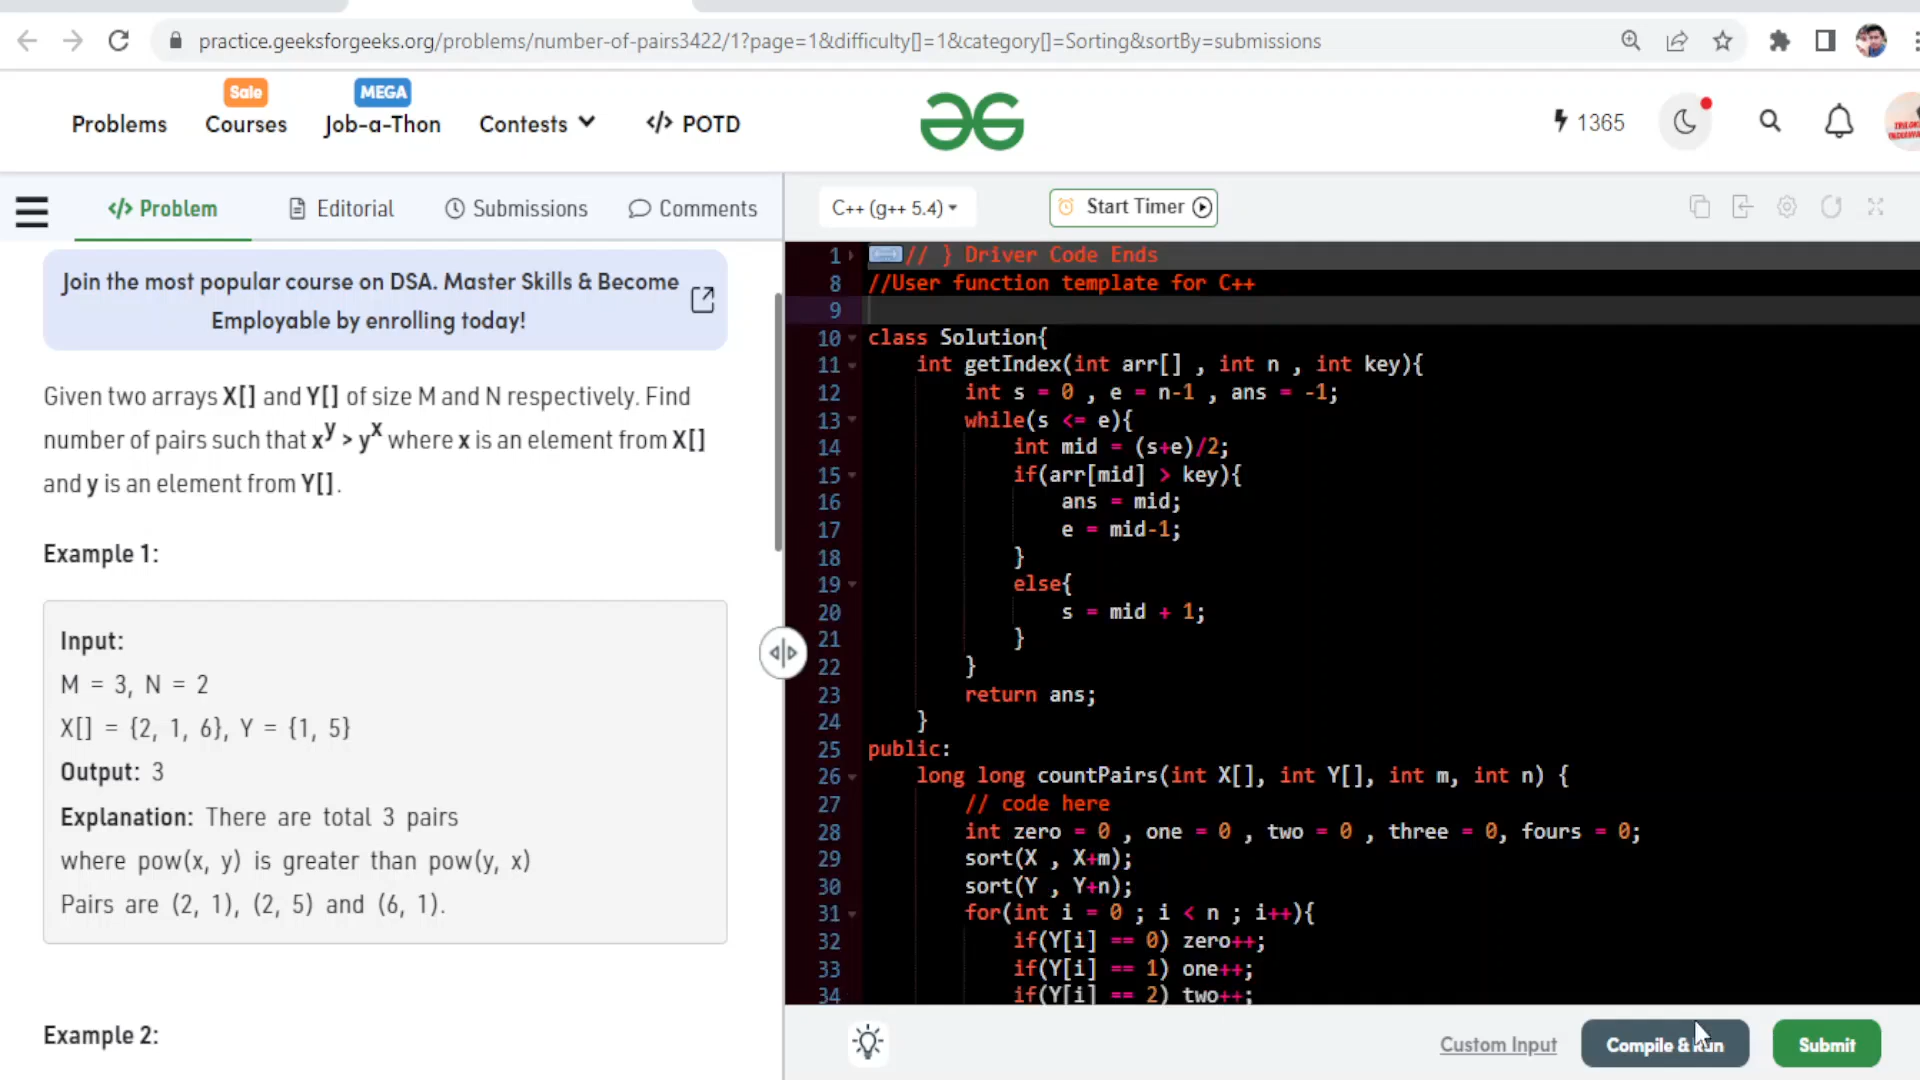 practice.geeksforgeeks.org/problems/number-of-pairs3422/1?page=1&difficulty[]=1&category[]=Sorting&sortBy=submissions
Sale
MEGA
Problems
Courses
Job-a-Thon
Contests
</> POTD
1365
</> Problem
Editorial
Submissions
Comments
C++ (g++ 5.4)
Start Timer
Join the most popular course on DSA. Master Skills & Become
Employable by enrolling today!
Given two arrays X[] and Y[] of size M and N respectively. Find
number of pairs such that x^y > y^x where x is an element from X[]
and y is an element from Y[].
Example 1:
Input:
M = 3, N = 2
X[] = {2, 1, 6}, Y = {1, 5}
Output: 3
Explanation: There are total 3 pairs
where pow(x, y) is greater than pow(y, x)
Pairs are (2, 1), (2, 5) and (6, 1).
Example 2:
1 // } Driver Code Ends
8 //User function template for C++
9
10 class Solution{
11 int getIndex(int arr[] , int n , int key){
12 int s = 0 , e = n-1 , ans = -1;
13 while(s <= e){
14 int mid = (s+e)/2;
15 if(arr[mid] > key){
16 ans = mid;
17 e = mid-1;
18 }
19 else{
20 s = mid + 1;
21 }
22 }
23 return ans;
24 }
25 public:
26 long long countPairs(int X[], int Y[], int m, int n) {
27 // code here
28 int zero = 0 , one = 0 , two = 0 , three = 0, fours = 0;
29 sort(X , X+m);
30 sort(Y , Y+n);
31 for(int i = 0 ; i < n ; i++){
32 if(Y[i] == 0) zero++;
33 if(Y[i] == 1) one++;
34 if(Y[i] == 2) two++;
Custom Input
Compile & Run
Submit